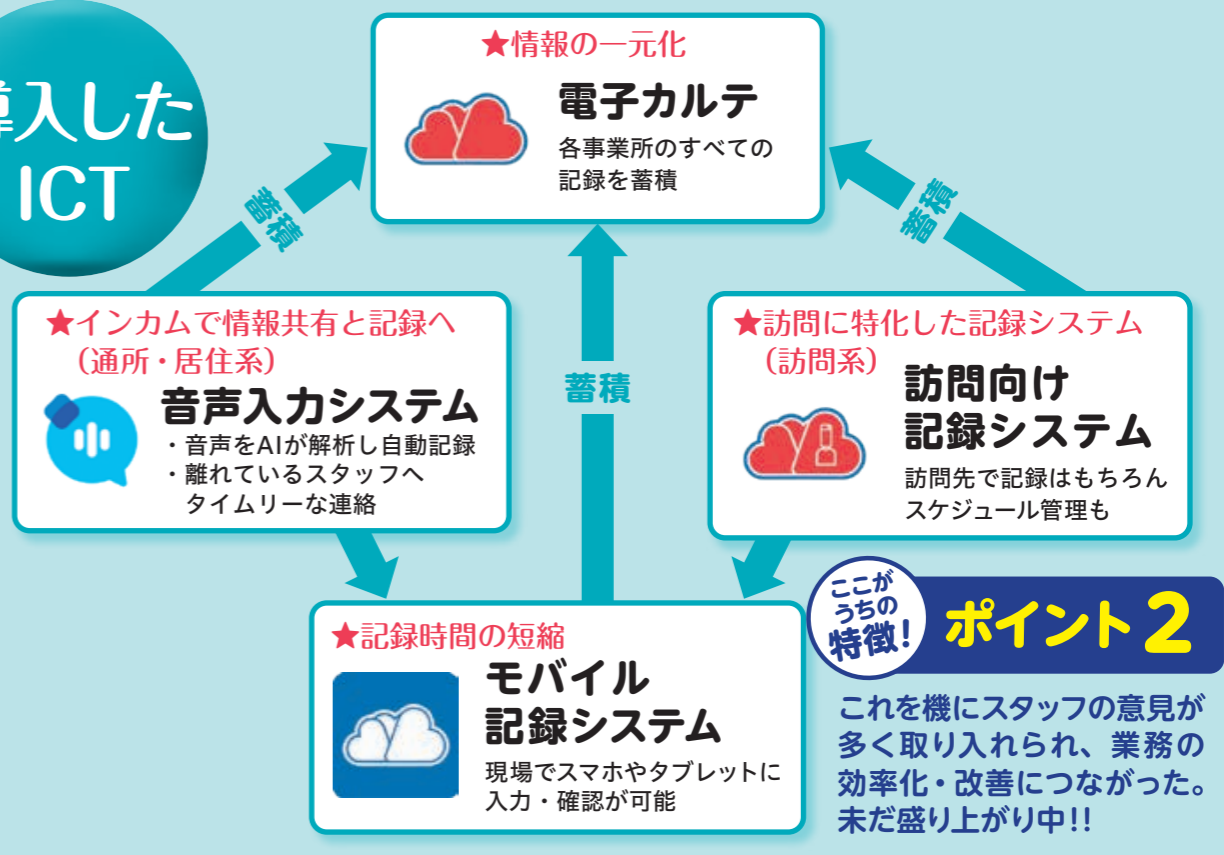 導入した
ICT
★情報の一元化
電子カルテ
各事業所のすべての
記録を蓄積
蓄積
蓄積
蓄積
★インカムで情報共有と記録へ
(通所・居住系)
音声入力システム
・音声をAIが解析し自動記録
・離れているスタッフへ
タイムリーな連絡
★訪問に特化した記録システム
(訪問系)
訪問向け
記録システム
訪問先で記録はもちろん
スケジュール管理も
★記録時間の短縮
モバイル
記録システム
現場でスマホやタブレットに
入力・確認が可能
ここが
うちの
特徴!
ポイント2
これを機にスタッフの意見が
多く取り入れられ、業務の
効率化・改善につながった。
未だ盛り上がり中!!